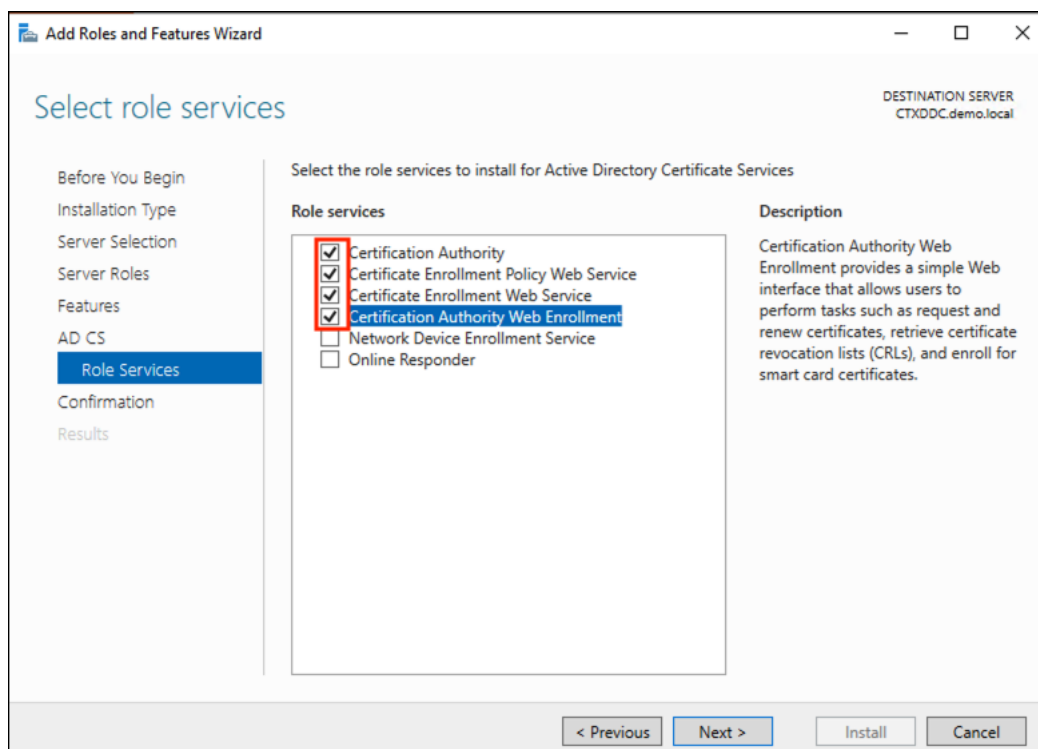 Add Roles and Features Wizard
Select role services
DESTINATION SERVER
CTXDDC.demo.local
Before You Begin
Installation Type
Server Selection
Server Roles
Features
AD CS
Role Services
Confirmation
Results
Select the role services to install for Active Directory Certificate Services
Role services
Certification Authority
Certificate Enrollment Policy Web Service
Certificate Enrollment Web Service
Certification Authority Web Enrollment
Network Device Enrollment Service
Online Responder
Description
Certification Authority Web
Enrollment provides a simple Web
interface that allows users to
perform tasks such as request and
renew certificates, retrieve certificate
revocation lists (CRLs), and enroll for
smart card certificates.
< Previous
Next >
Install
Cancel